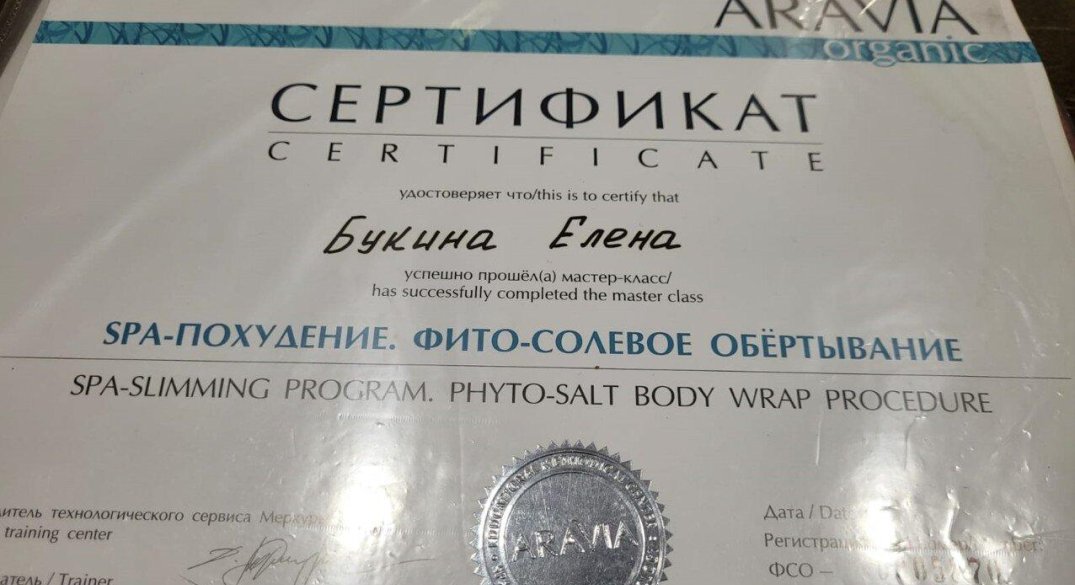 ARAVIA
organic
СЕРТИФИКАТ
CERTIFICATE
удостоверяет что/this is to certify that
Букина Елена
успешно прошёл(а) мастер-класс/
has successfully completed the master class
SPA-ПОХУДЕНИЕ. ФИТО-СОЛЕВОЕ ОБЁРТЫВАНИЕ
SPA-SLIMMING PROGRAM. PHYTO-SALT BODY WRAP PROCEDURE
технологического сервиса
training center
/ Trainer
ARAVIA
Дата /
ФСО –